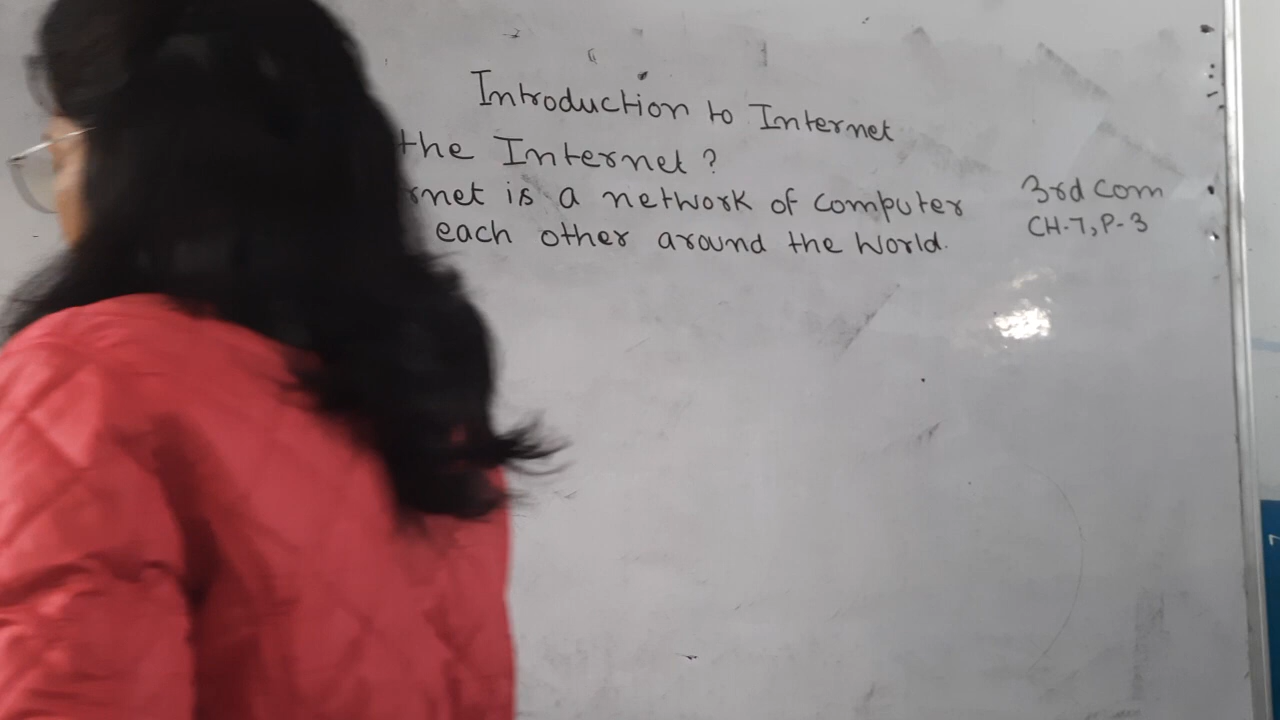 Introduction to Internet
the Internet?
rnet is a network of computer
each other around the world.
3rd Com
CH-7, P-3